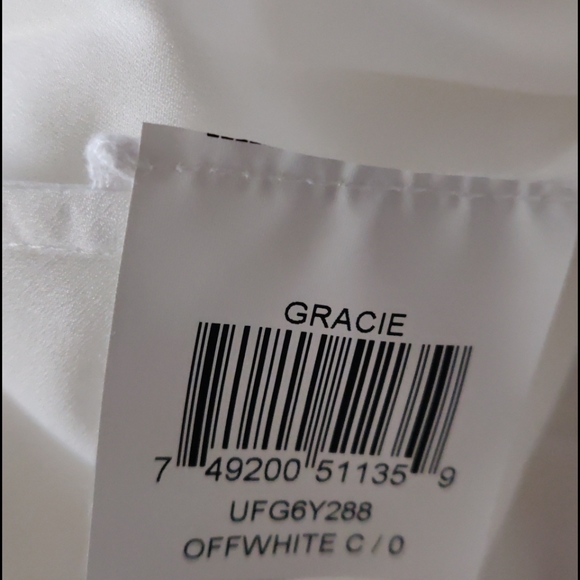 GRACIE
7 49200 51135 9
UFG6Y288
OFFWHITE C / 0